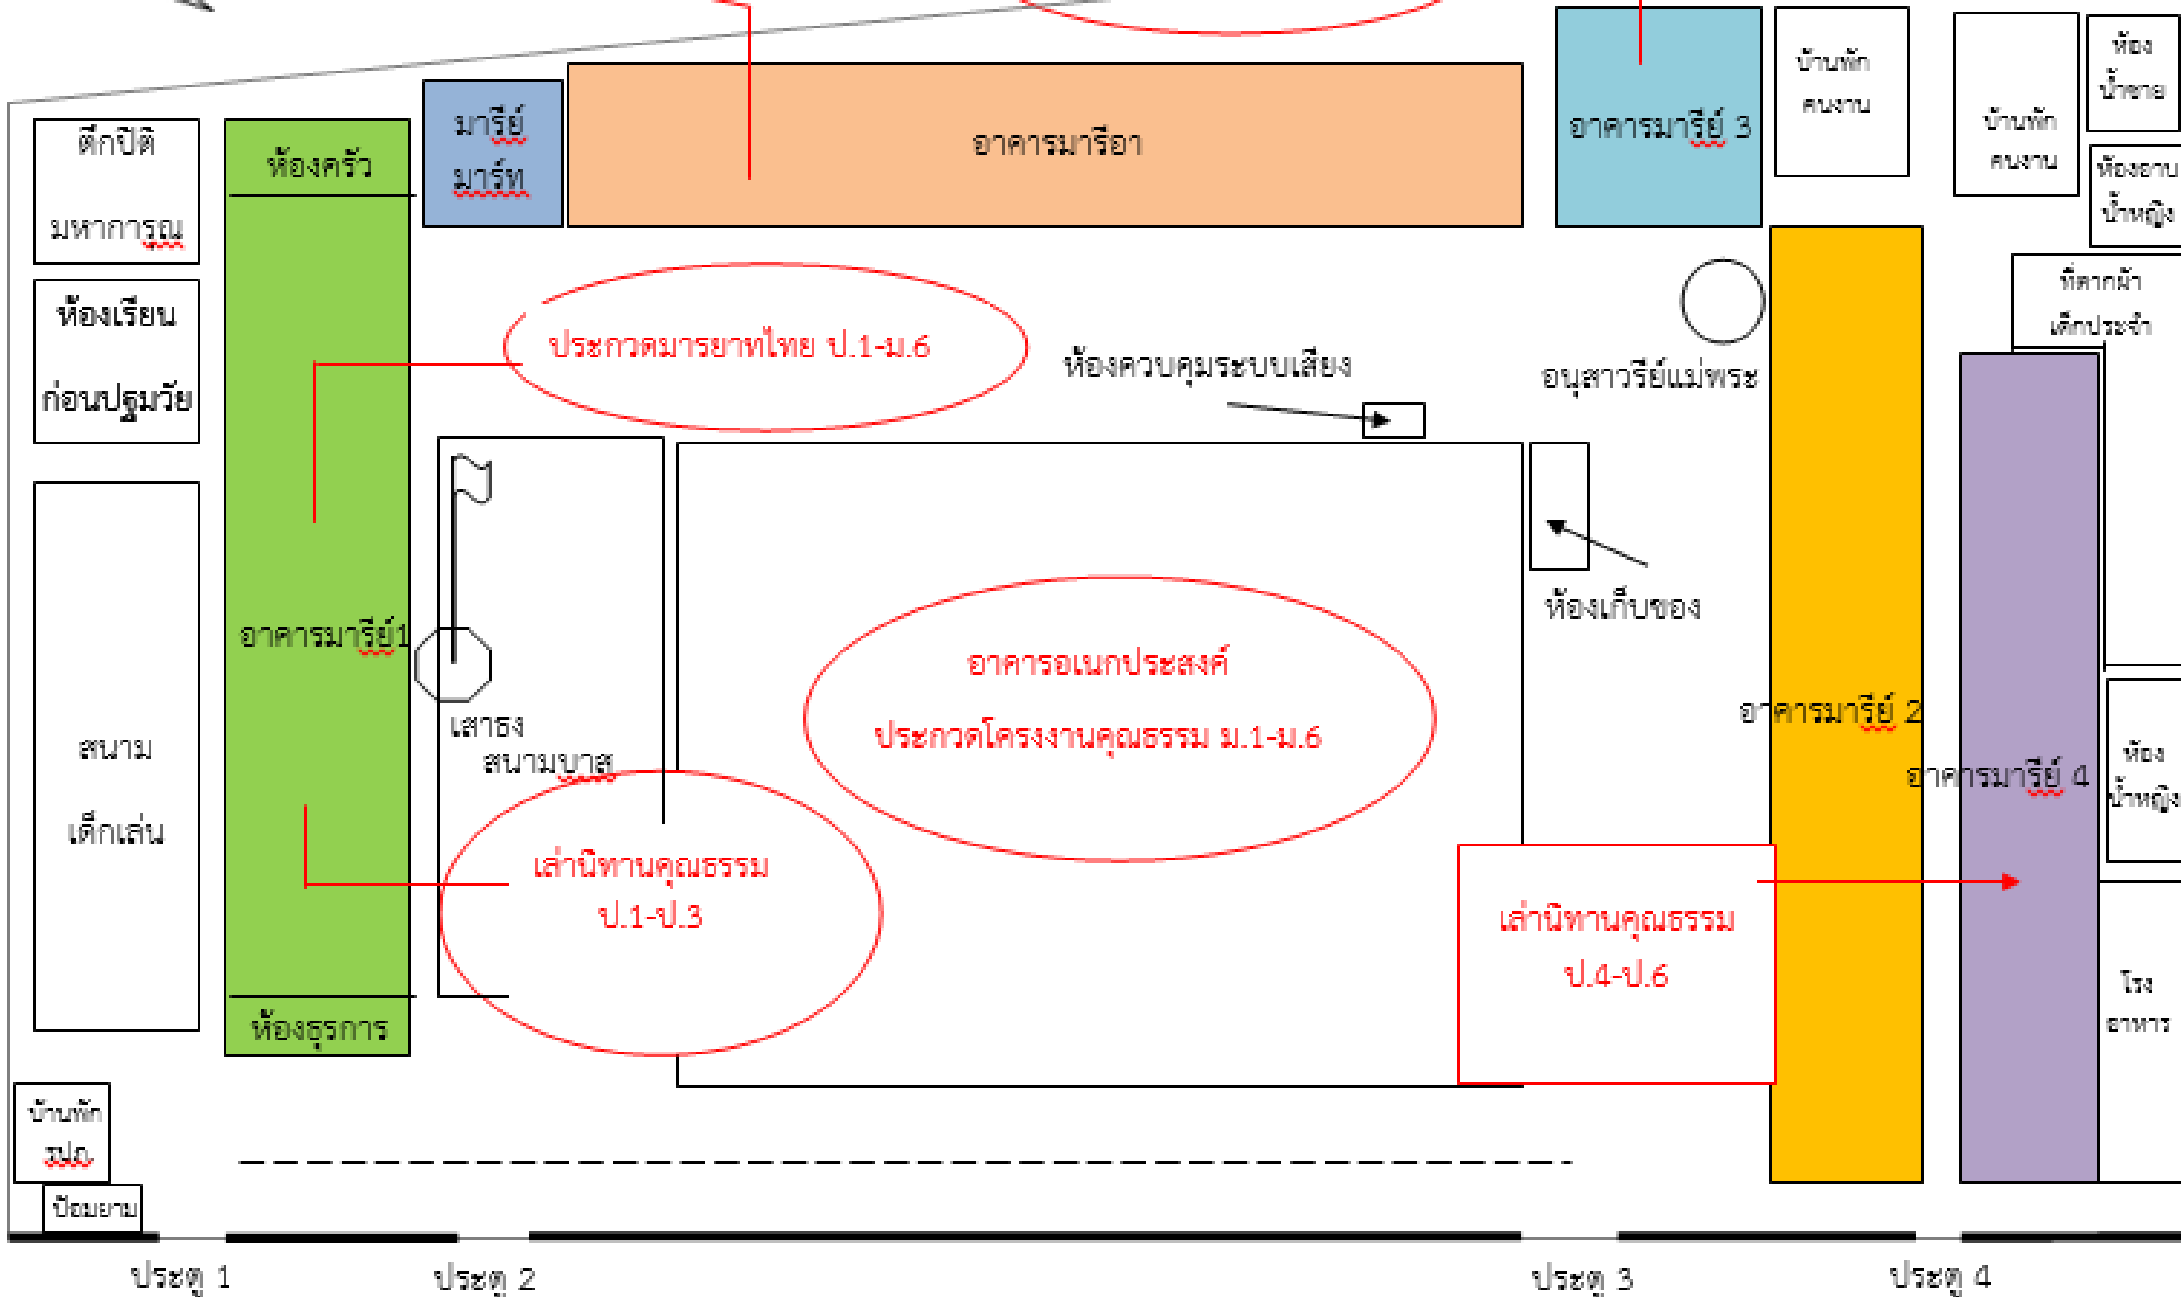 ตึกปิติ
มหาการุณ
ห้องครัว
มารีย์
มาร์ท
อาคารมารีอา
อาคารมารีย์ 3
บ้านพัก
คนงาน
บ้านพัก
คนงาน
ห้อง
น้ำชาย
ห้องอาบ
น้ำหญิง
ห้องเรียน
ก่อนปฐมวัย
ประกวดมารยาทไทย ป.1-ม.6
ห้องควบคุมระบบเสียง
อนุสาวรีย์แม่พระ
ที่ตากผ้า
เด็กประจำ
ห้องเก็บของ
อาคารมารีย์1
เสาธง
สนามบาส
อาคารอเนกประสงค์
ประกวดโครงงานคุณธรรม ม.1-ม.6
อาคารมารีย์ 2
อาคารมารีย์ 4
ห้อง
น้ำหญิง
สนาม
เด็กเล่น
เล่านิทานคุณธรรม
ป.1-ป.3
เล่านิทานคุณธรรม
ป.4-ป.6
โรง
อาหาร
ห้องธุรการ
บ้านพัก
รปภ.
ป้อมยาม
ประตู 1
ประตู 2
ประตู 3
ประตู 4